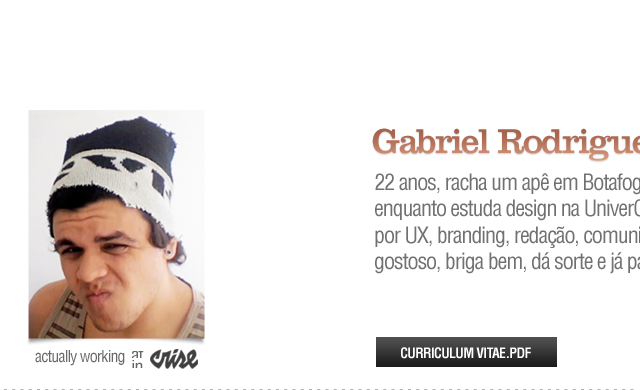 Gabriel Rodrigue
22 anos, racha um apê em Botafog
enquanto estuda design na Univer
por UX, branding, redação, comuni
gostoso, briga bem, dá sorte e já pa
actually working at in crise
CURRICULUM VITAE.PDF